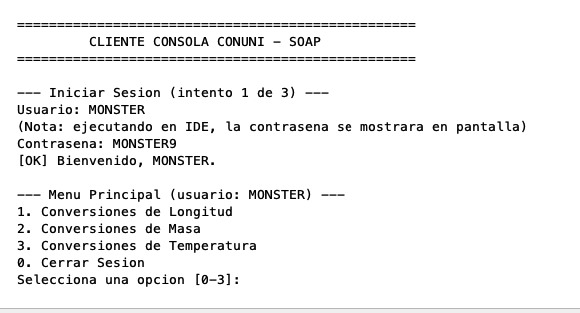 ==================================================
CLIENTE CONSOLA CONUNI - SOAP
==================================================
--- Iniciar Sesion (intento 1 de 3) ---
Usuario: MONSTER
(Nota: ejecutando en IDE, la contrasena se mostrara en pantalla)
Contrasena: MONSTER9
[OK] Bienvenido, MONSTER.
--- Menu Principal (usuario: MONSTER) ---
1. Conversiones de Longitud
2. Conversiones de Masa
3. Conversiones de Temperatura
0. Cerrar Sesion
Selecciona una opcion [0-3]: